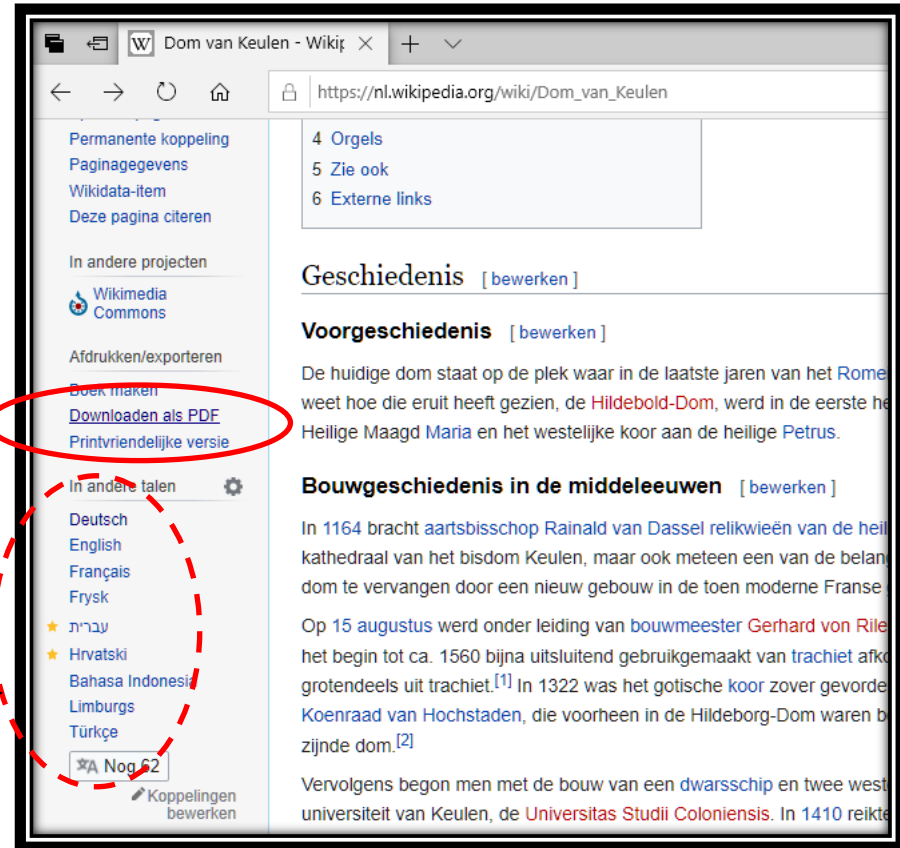 W Dom van Keulen - Wikip
https://nl.wikipedia.org/wiki/Dom_van_Keulen
Permanente koppeling
Paginagegevens
Wikidata-item
Deze pagina citeren
In andere projecten
Wikimedia
Commons
Afdrukken/exporteren
Boek maken
Downloaden als PDF
Printvriendelijke versie
In andere talen
Deutsch
English
Français
Frysk
עברית
Hrvatski
Bahasa Indonesia
Limburgs
Türkçe
文A Nog 62
Koppelingen
bewerken
4 Orgels
5 Zie ook
6 Externe links
Geschiedenis [ bewerken ]
Voorgeschiedenis [ bewerken ]
De huidige dom staat op de plek waar in de laatste jaren van het Rome
weet hoe die eruit heeft gezien, de Hildebold-Dom, werd in de eerste he
Heilige Maagd Maria en het westelijke koor aan de heilige Petrus.
Bouwgeschiedenis in de middeleeuwen [ bewerken ]
In 1164 bracht aartsbisschop Rainald van Dassel relikwieën van de heil
kathedraal van het bisdom Keulen, maar ook meteen een van de belang
dom te vervangen door een nieuw gebouw in de toen moderne Franse
Op 15 augustus werd onder leiding van bouwmeester Gerhard von Rile
het begin tot ca. 1560 bijna uitsluitend gebruikgemaakt van trachiet afko
grotendeels uit trachiet.[1] In 1322 was het gotische koor zover gevorde
Koenraad van Hochstaden, die voorheen in de Hildeborg-Dom waren b
zijnde dom.[2]
Vervolgens begon men met de bouw van een dwarsschip en twee west
universiteit van Keulen, de Universitas Studii Coloniensis. In 1410 reikte